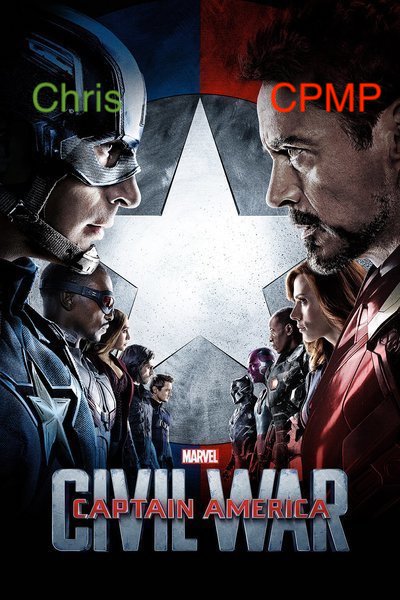 Chris
CPMP
MARVEL
CIVIL WAR
CAPTAIN AMERICA